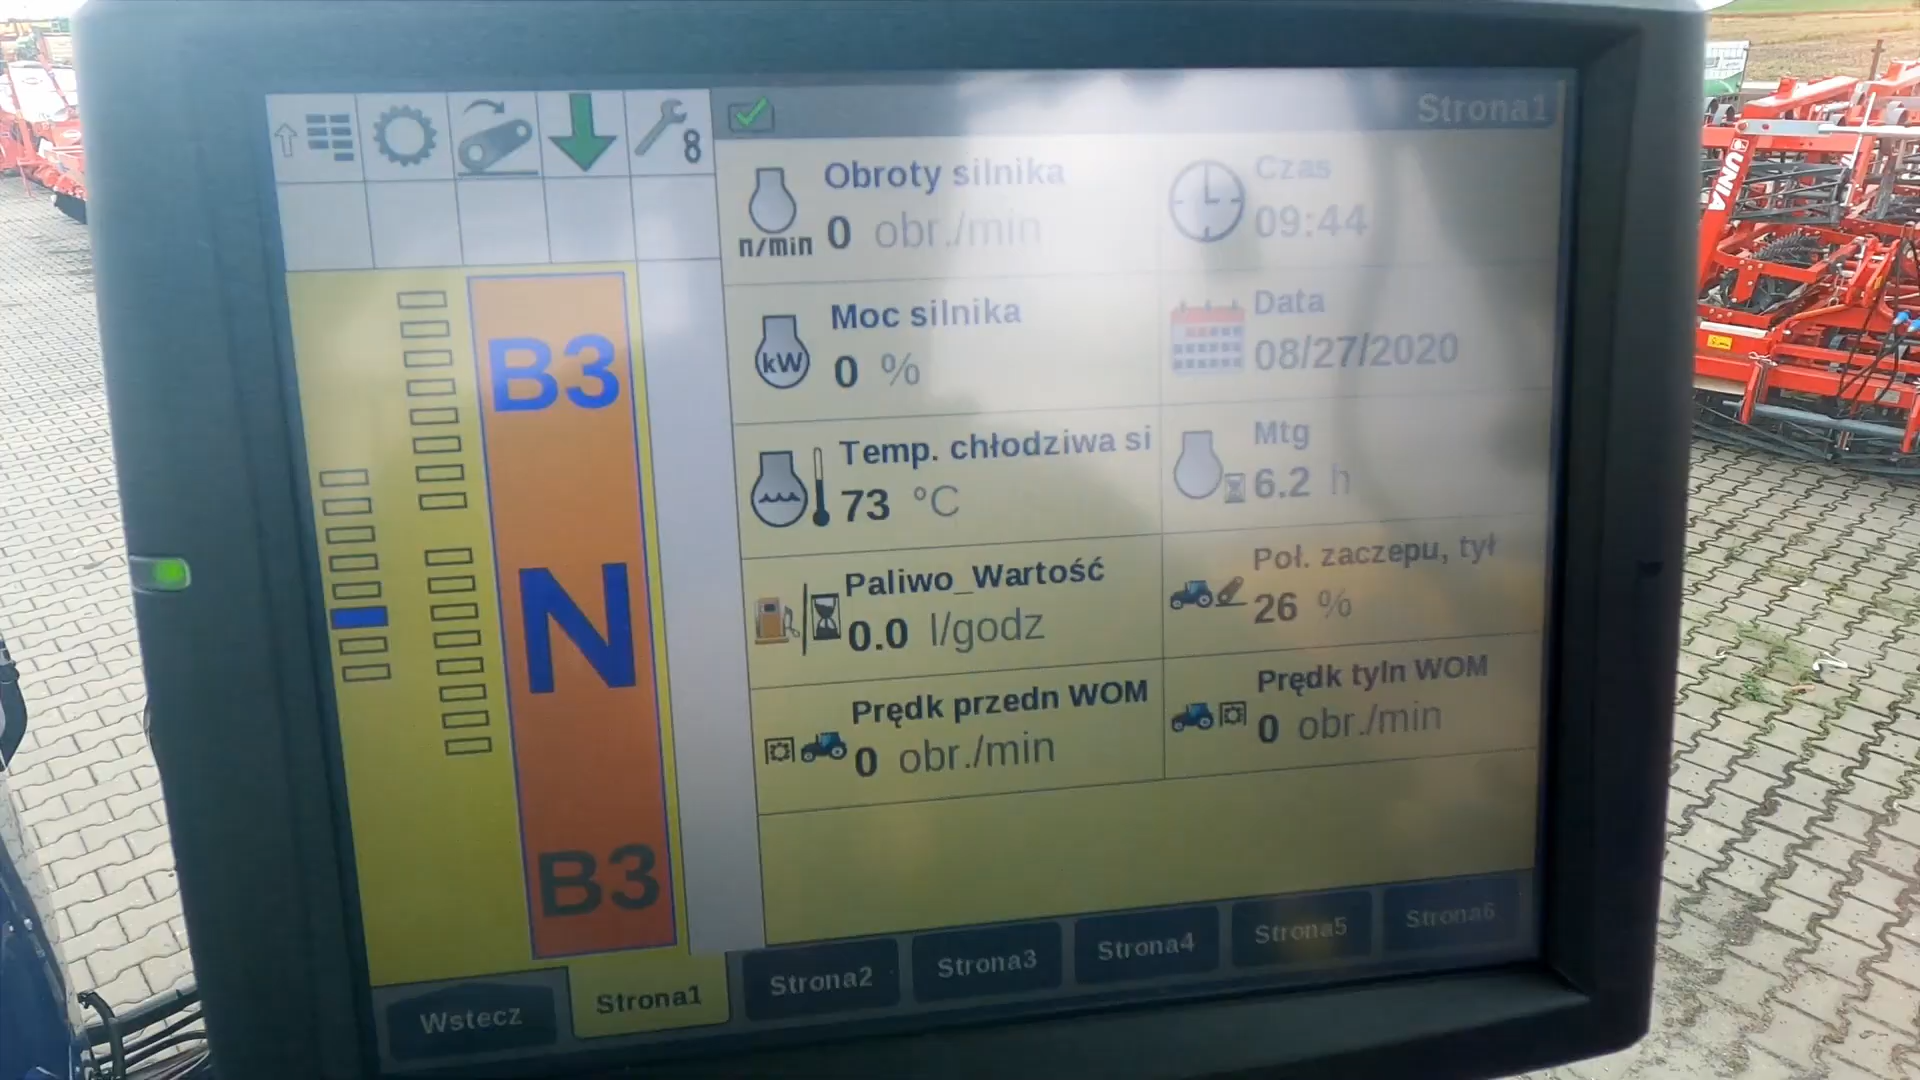 8
Strona1
Obroty silnika
n/min 0 obr./min
Czas
09:44
Moc silnika
kW 0 %
Data
08/27/2020
Temp. chłodziwa si
73 °C
Mtg
6.2 h
Paliwo_Wartość
0.0 l/godz
Poł. zaczepu, tył
26 %
Prędk przedn WOM
0 obr./min
Prędk tyln WOM
0 obr./min
B3
N
B3
Wstecz
Strona1
Strona2
Strona3
Strona4
Strona5
Strona6
UNIA